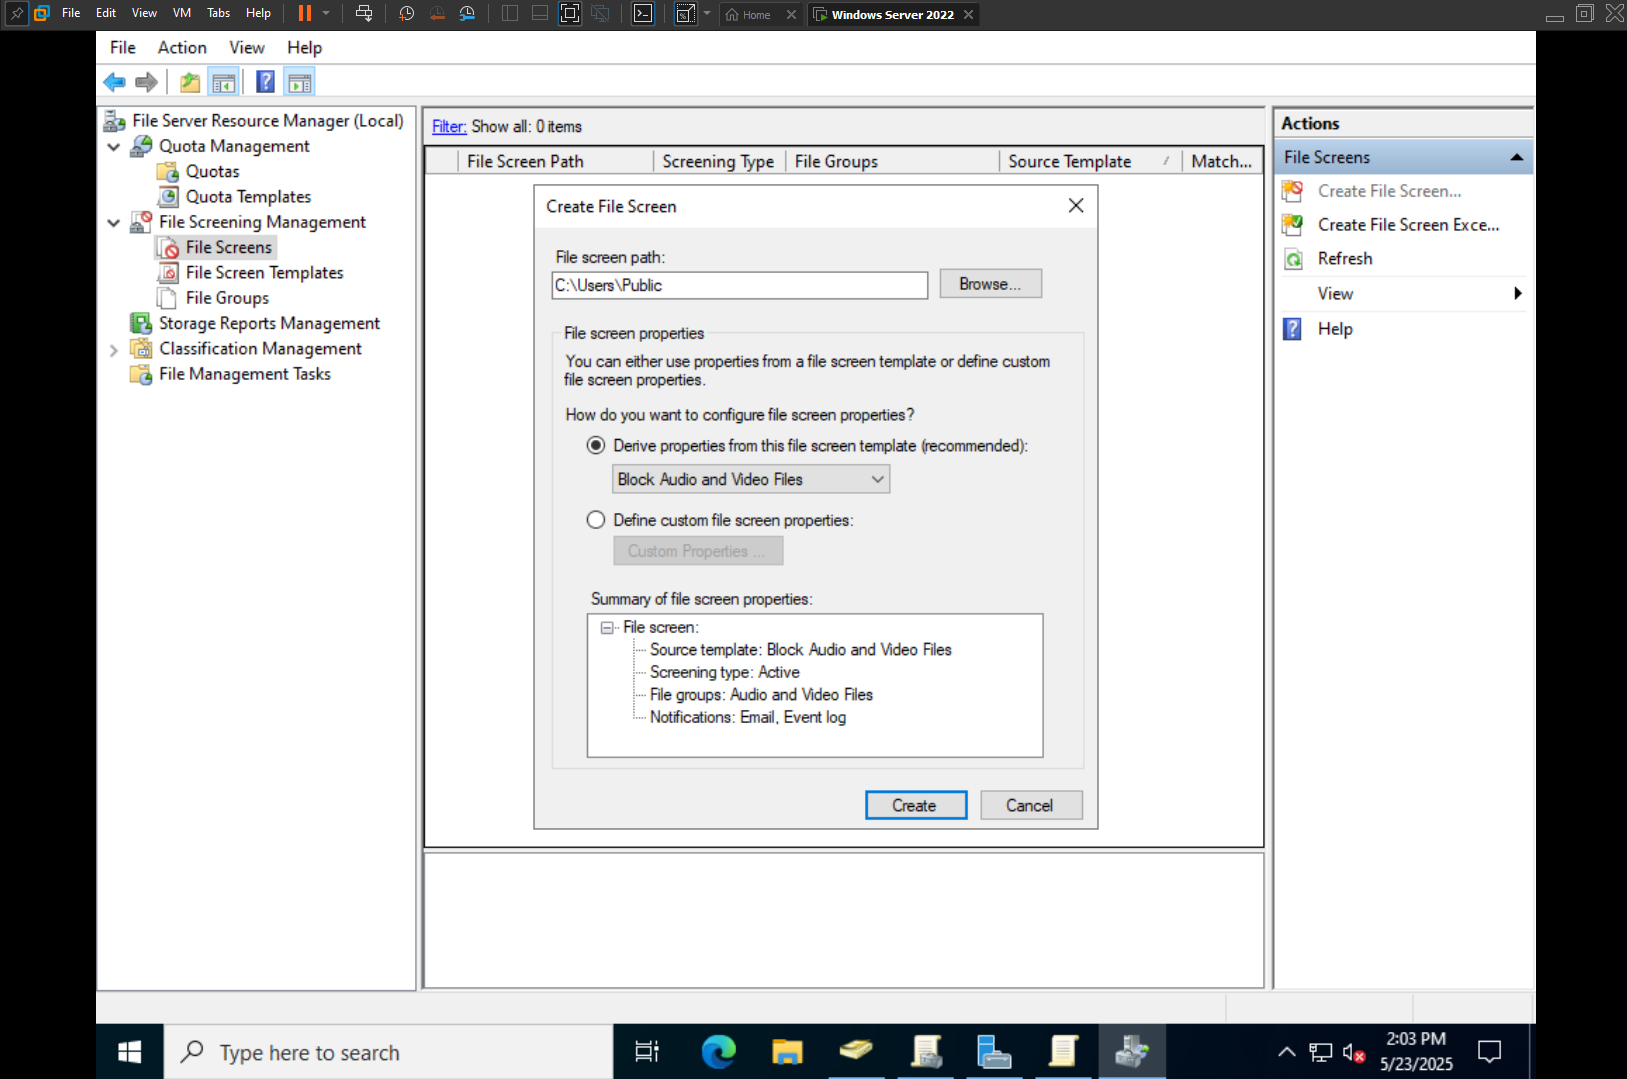 File Edit View VM Tabs Help Home Windows Server 2022
File Action View Help
File Server Resource Manager (Local)
Quota Management
Quotas
Quota Templates
File Screening Management
File Screens
File Screen Templates
File Groups
Storage Reports Management
Classification Management
File Management Tasks
Filter: Show all: 0 items
File Screen Path Screening Type File Groups Source Template Match...
Create File Screen
File screen path:
C:\Users\Public
Browse...
File screen properties
You can either use properties from a file screen template or define custom
file screen properties.
How do you want to configure file screen properties?
Derive properties from this file screen template (recommended):
Block Audio and Video Files
Define custom file screen properties:
Custom Properties ...
Summary of file screen properties:
File screen:
Source template: Block Audio and Video Files
Screening type: Active
File groups: Audio and Video Files
Notifications: Email, Event log
Create Cancel
Actions
File Screens
Create File Screen...
Create File Screen Exce...
Refresh
View
Help
Type here to search
2:03 PM
5/23/2025